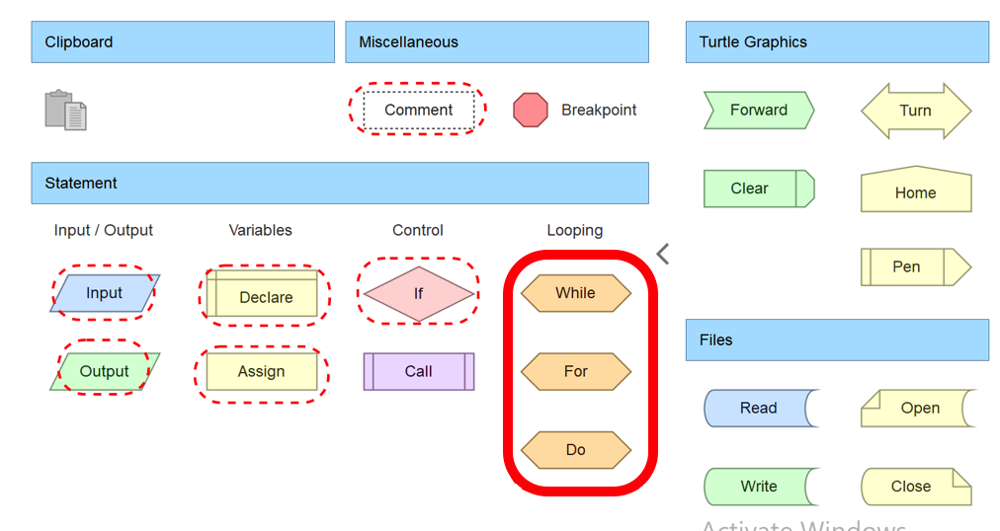 Clipboard
Miscellaneous
Comment
Breakpoint
Statement
Input / Output
Variables
Control
Looping
Input
Declare
If
While
Output
Assign
Call
For
Do
Turtle Graphics
Forward
Turn
Clear
Home
Pen
Files
Read
Open
Write
Close
Activate Windows